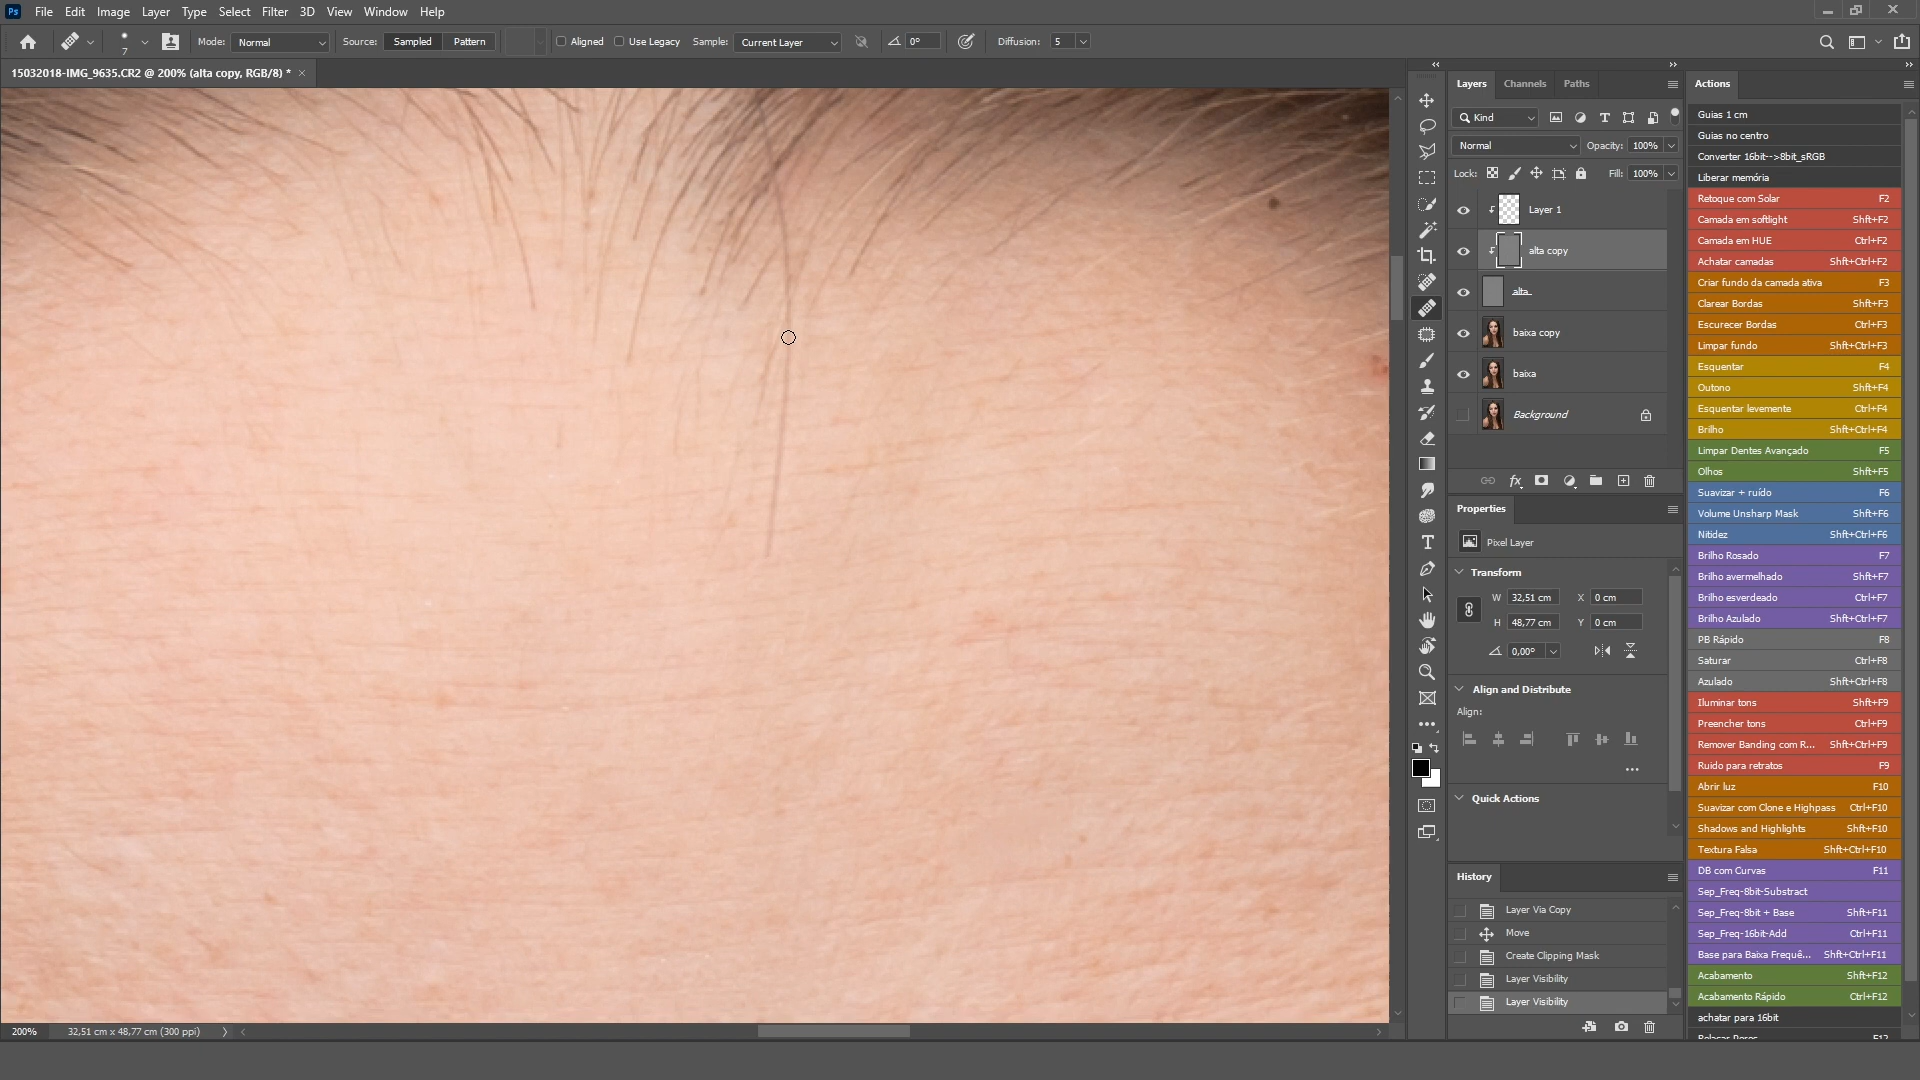 Ps File Edit Image Layer Type Select Filter 3D View Window Help
7 Mode: Normal Source: Sampled Pattern Aligned Use Legacy Sample: Current Layer 0° Diffusion: 5
15032018-IMG_9635.CR2 @ 200% (alta copy, RGB/8) * ×
Layers Channels Paths
Kind
Normal Opacity: 100%
Lock: Fill: 100%
Layer 1
alta copy
alta
baixa copy
baixa
Background
fx
Properties
Pixel Layer
Transform
W 32,51 cm X 0 cm
H 48,77 cm Y 0 cm
0,00°
Align and Distribute
Align:
Quick Actions
History
Layer Via Copy
Move
Create Clipping Mask
Layer Visibility
Layer Visibility
Actions
Guias 1 cm
Guias no centro
Converter 16bit-->8bit_sRGB
Liberar memória
Retoque com Solar F2
Camada em softlight Shft+F2
Camada em HUE Ctrl+F2
Achatar camadas Shft+Ctrl+F2
Criar fundo da camada ativa F3
Clarear Bordas Shft+F3
Escurecer Bordas Ctrl+F3
Limpar fundo Shft+Ctrl+F3
Esquentar F4
Outono Shft+F4
Esquentar levemente Ctrl+F4
Brilho Shft+Ctrl+F4
Limpar Dentes Avançado F5
Olhos Shft+F5
Suavizar + ruído F6
Volume Unsharp Mask Shft+F6
Nitidez Shft+Ctrl+F6
Brilho Rosado F7
Brilho avermelhado Shft+F7
Brilho esverdeado Ctrl+F7
Brilho Azulado Shft+Ctrl+F7
PB Rápido F8
Saturar Ctrl+F8
Azulado Shft+Ctrl+F8
Iluminar tons Shft+F9
Preencher tons Ctrl+F9
Remover Banding com R... Shft+Ctrl+F9
Ruido para retratos F9
Abrir luz F10
Suavizar com Clone e Highpass Ctrl+F10
Shadows and Highlights Shft+F10
Textura Falsa Shft+Ctrl+F10
DB com Curvas F11
Sep_Freq-8bit-Substract
Sep_Freq-8bit + Base Shft+F11
Sep_Freq-16bit-Add Ctrl+F11
Base para Baixa Frequê... Shft+Ctrl+F11
Acabamento Shft+F12
Acabamento Rápido Ctrl+F12
achatar para 16bit
200% 32,51 cm x 48,77 cm (300 ppi)